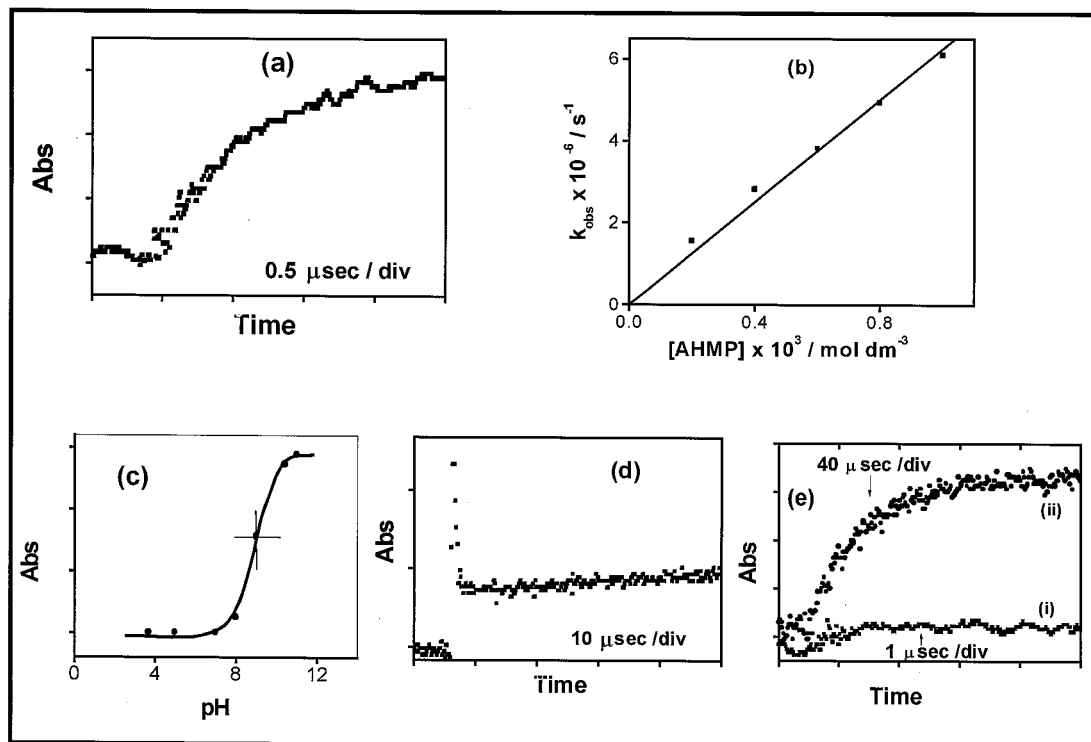 (a)
Abs
0.5 μsec / div
Time
(b)
k_obs x 10⁻⁶ / s⁻¹
6
4
2
0
0.0
0.4
0.8
[AHMP] x 10³ / mol dm⁻³
(c)
Abs
0
4
8
12
pH
(d)
Abs
10 μsec /div
Time
(e)
40 μ sec /div
(ii)
(i)
1 μsec /div
Abs
Time